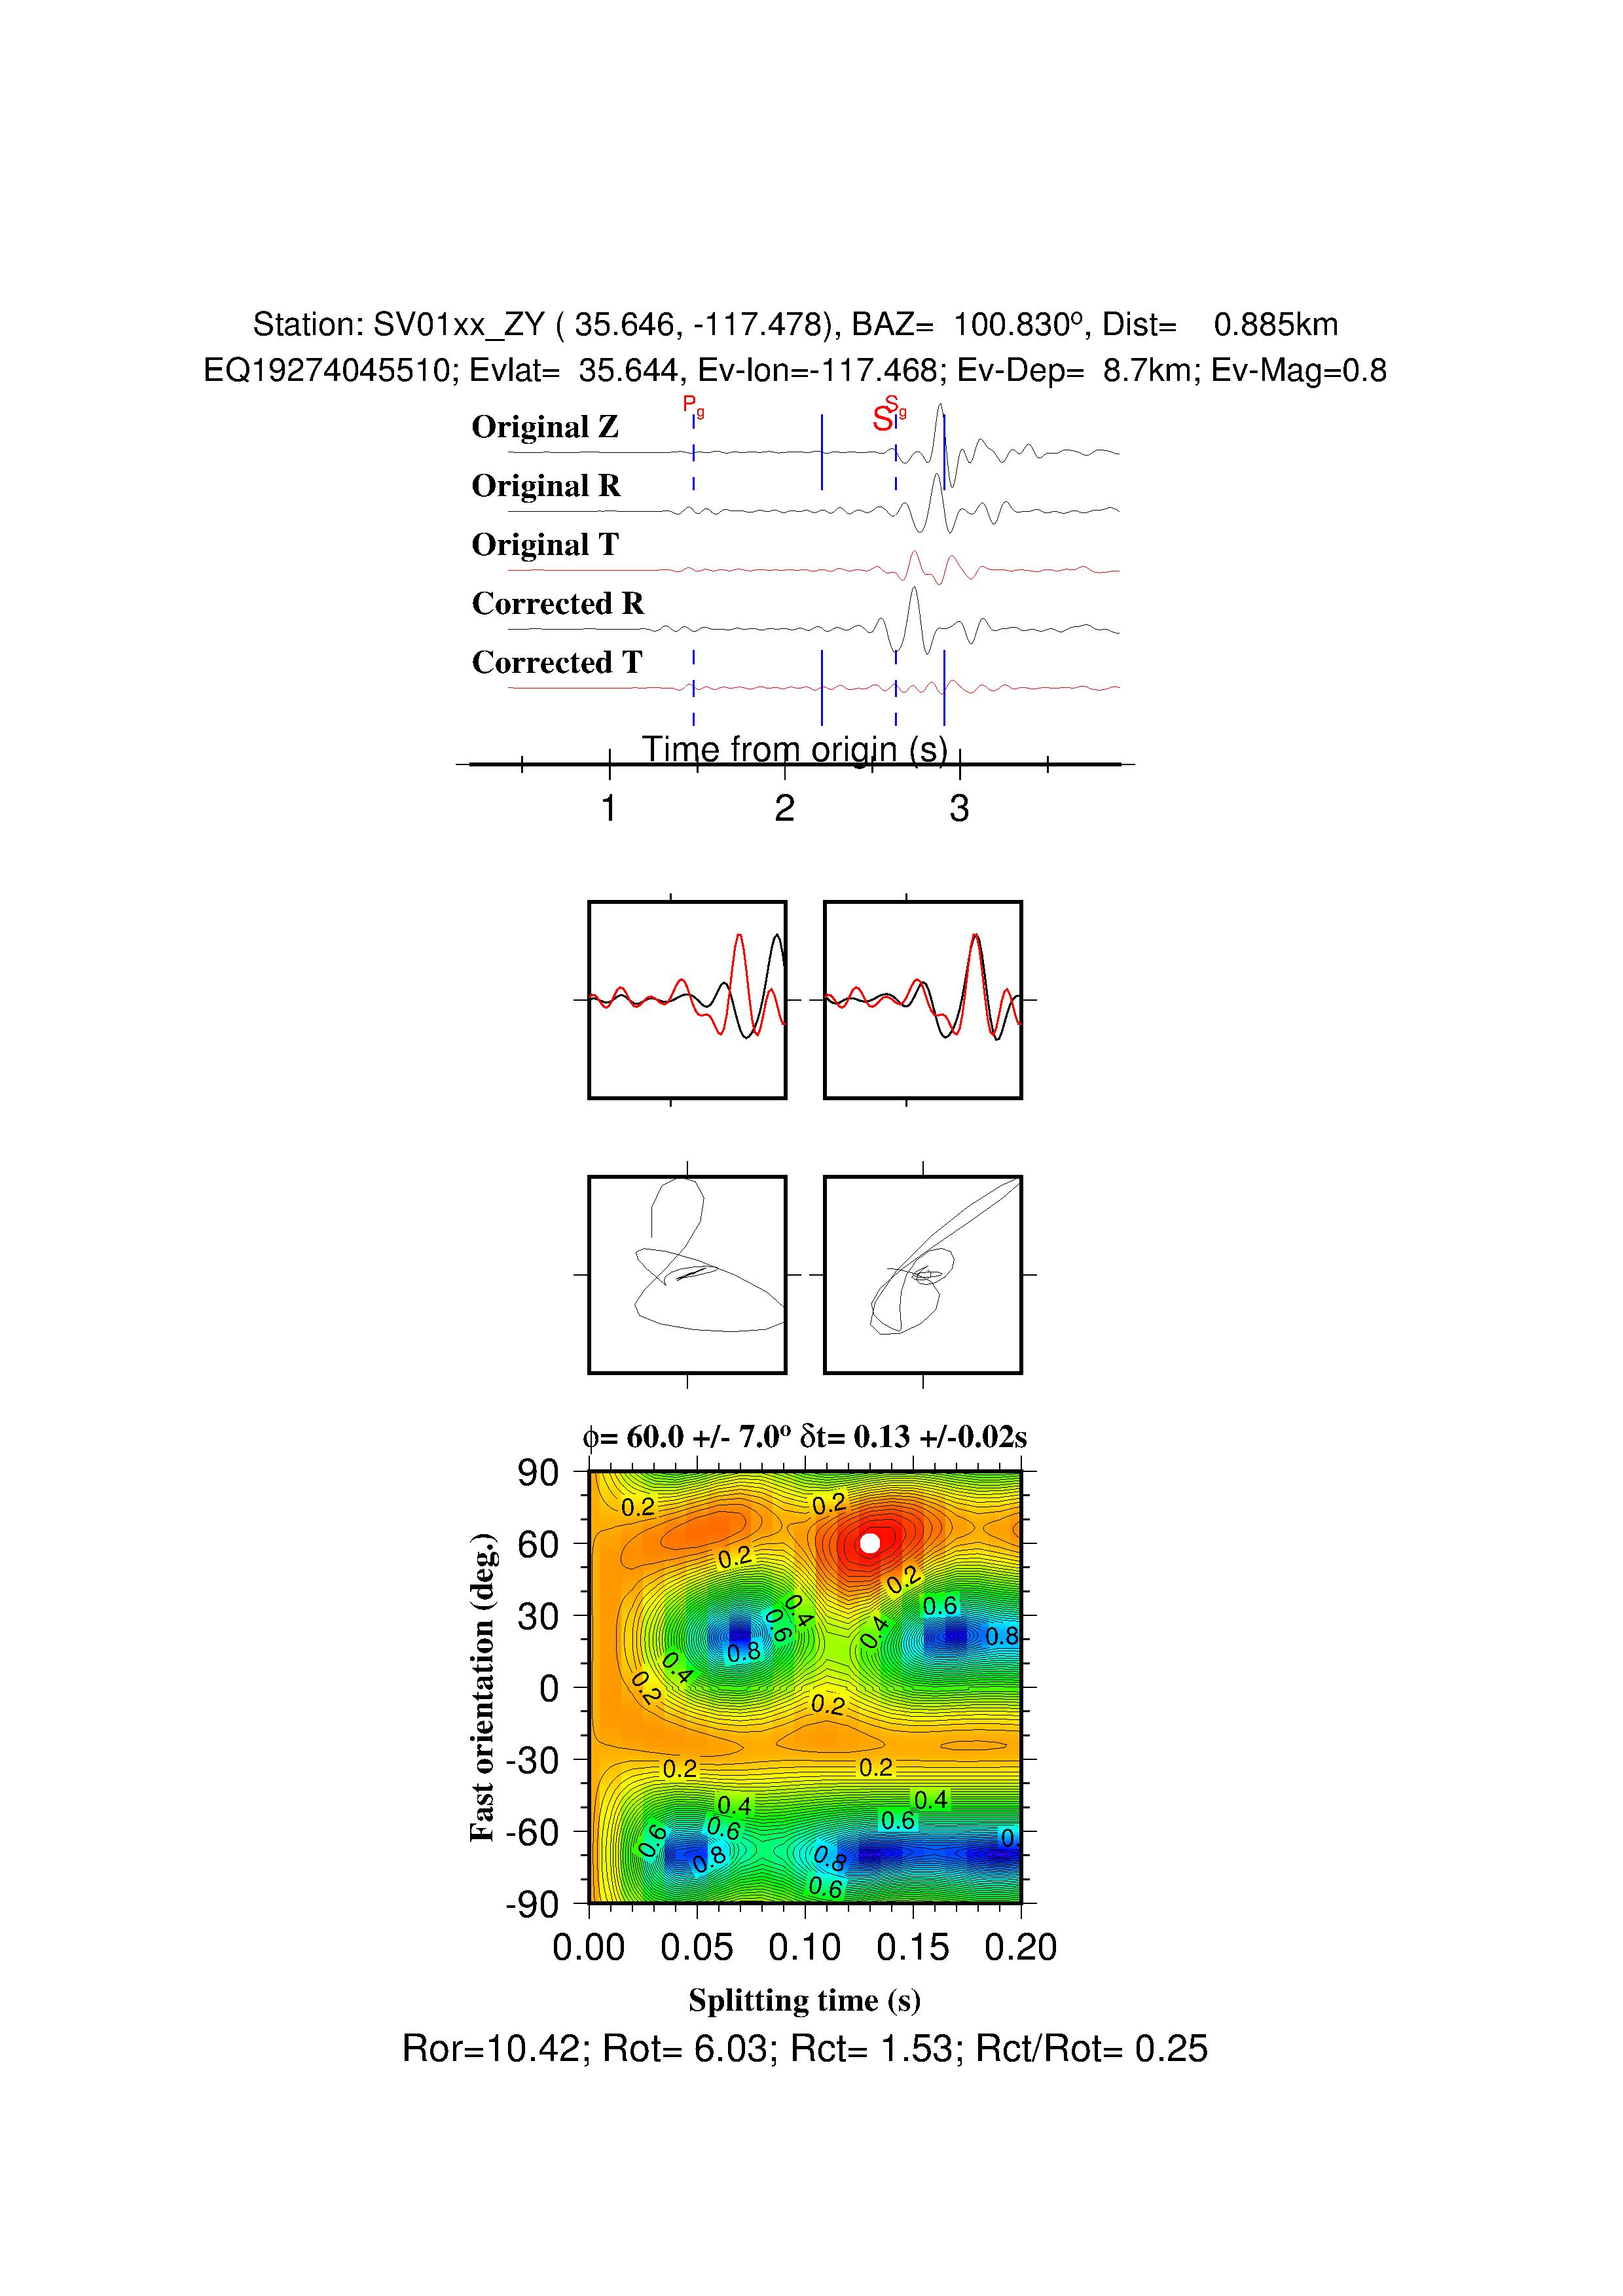 Station: SV01xx_ZY ( 35.646, -117.478), BAZ= 100.830º, Dist= 0.885km
EQ19274045510; Evlat= 35.644, Ev-lon=-117.468; Ev-Dep= 8.7km; Ev-Mag=0.8
Pg S Sg
Original Z
Original R
Original T
Corrected R
Corrected T
Time from origin (s)
1 2 3
ϕ= 60.0 +/- 7.0º δt= 0.13 +/-0.02s
90
0.2 0.2
60
0.2
0.2
30
0.4 0.6
0.6 0.4 0.8
0.8
0.4
0
0.2 0.2
-30
0.2 0.2
0.4 0.4
-60
0.6 0.6 0.6 0.
0.8 0.8
0.6
-90
Fast orientation (deg.)
0.00 0.05 0.10 0.15 0.20
Splitting time (s)
Ror=10.42; Rot= 6.03; Rct= 1.53; Rct/Rot= 0.25